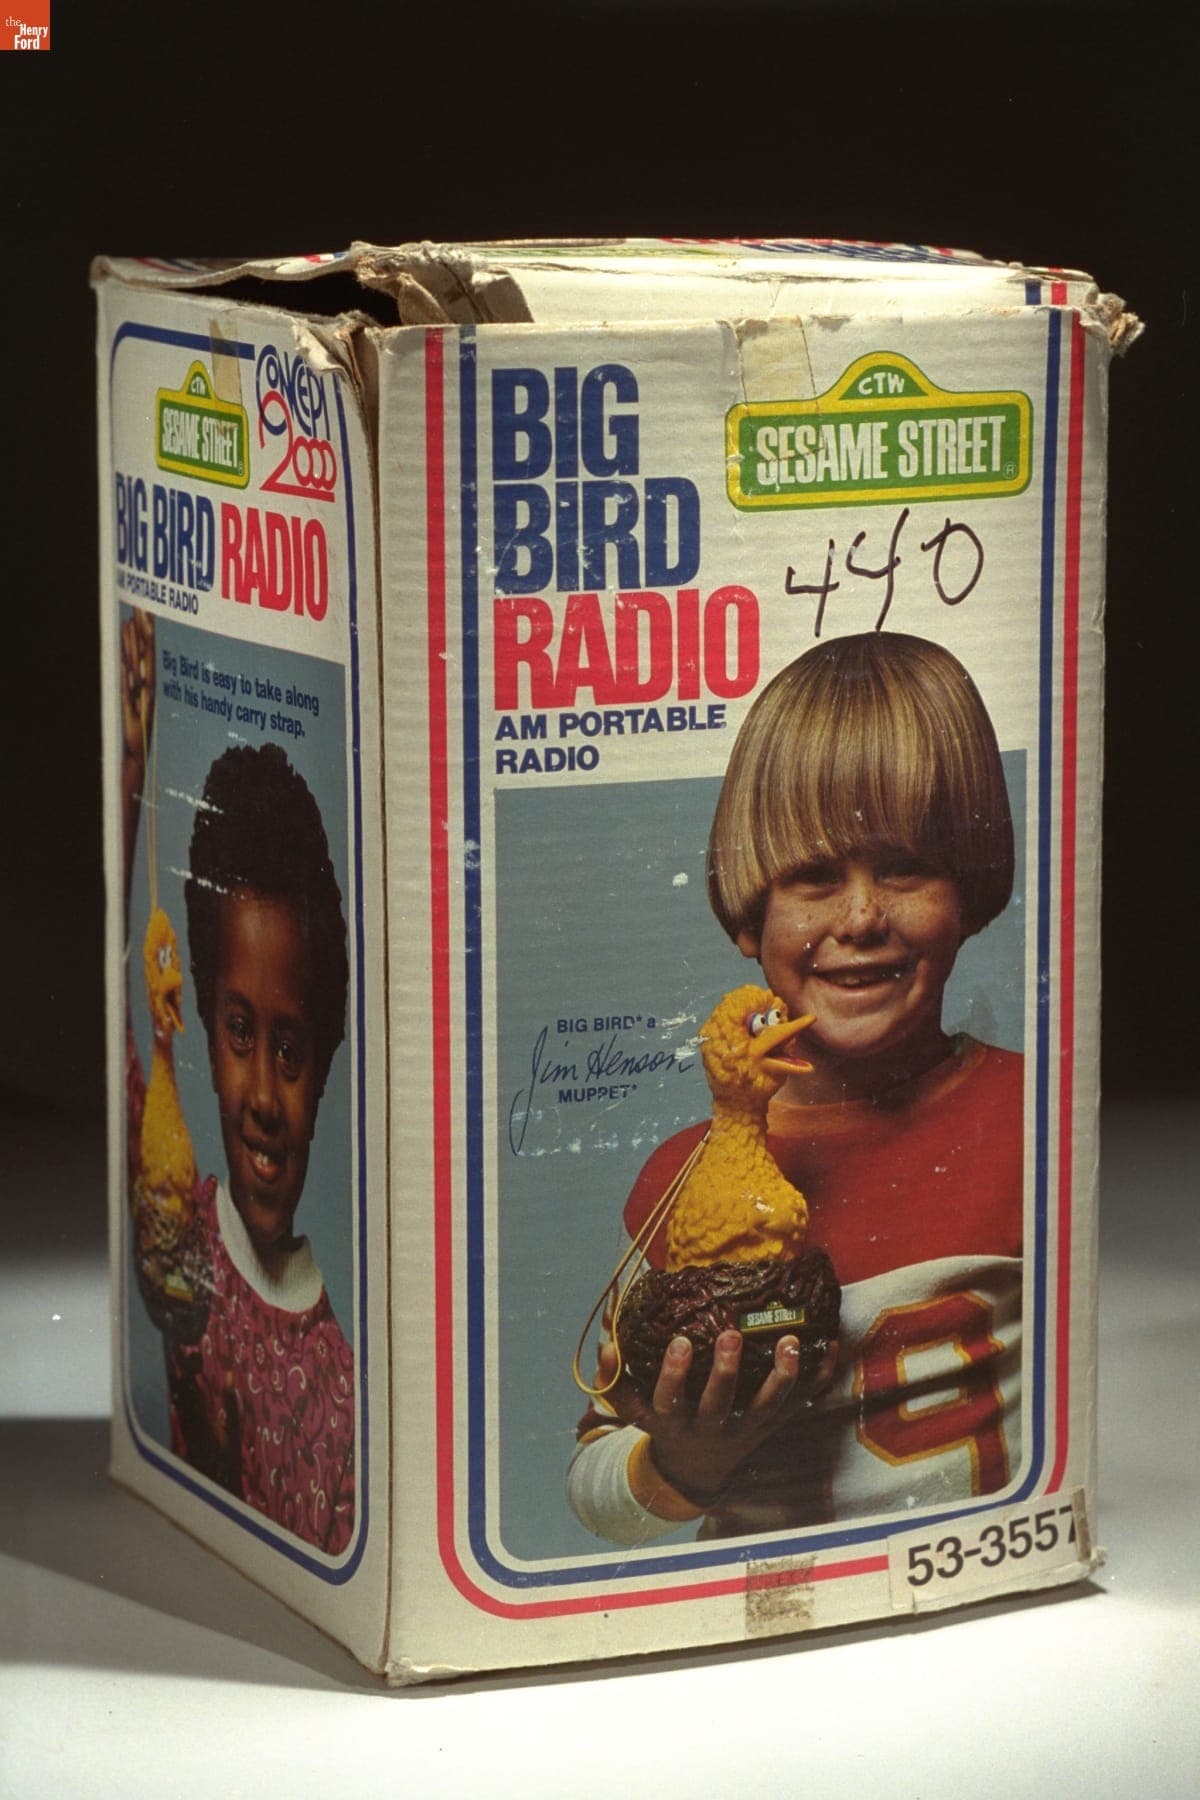 the
Henry
Ford
CONCEPT
2000
CTW
SESAME STREET®
BIG BIRD RADIO
AM PORTABLE RADIO
Big Bird is easy to take along
with his handy carry strap.
BIG
BIRD
RADIO
AM PORTABLE
RADIO
CTW
SESAME STREET®
440
BIG BIRD* a
Jim Henson
MUPPET*
SESAME STREET
9
53-3557